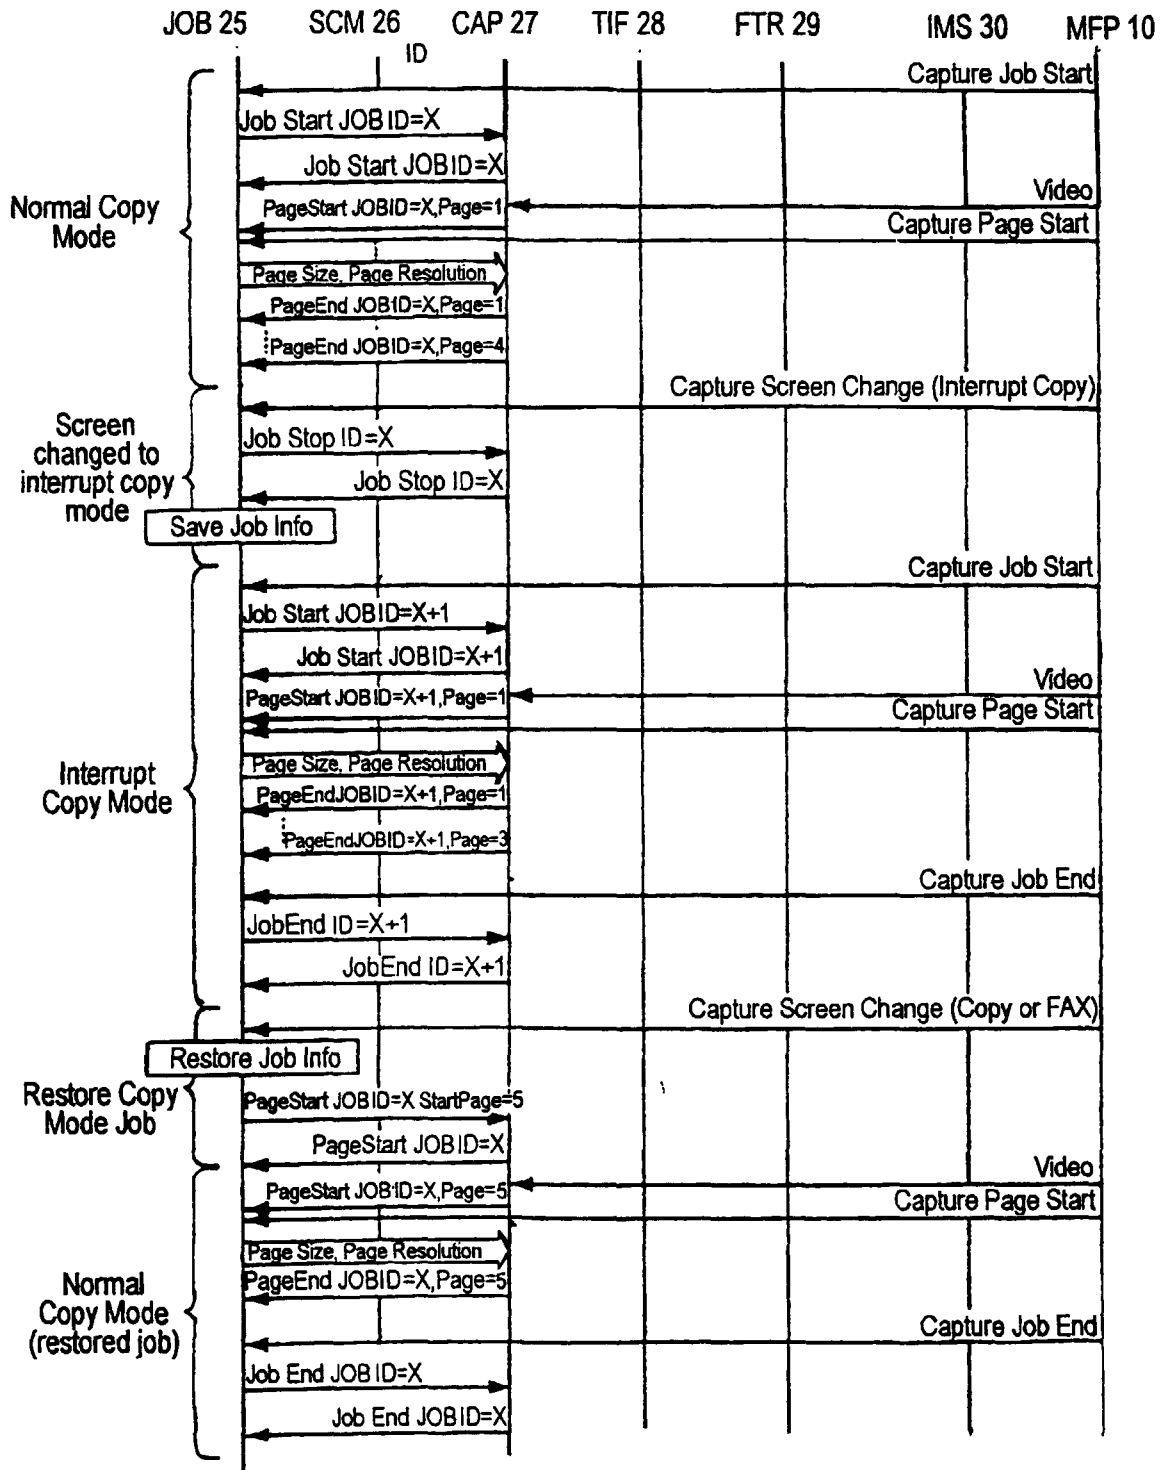 JOB 25 SCM 26 CAP 27 TIF 28 FTR 29 IMS 30 MFP 10
ID
Capture Job Start
Job Start JOB ID=X
Job Start JOBID=X
Video
PageStart JOBID=X,Page=1
Capture Page Start
Normal Copy
Mode
Page Size, Page Resolution
PageEnd JOBID=X,Page=1
PageEnd JOBID=X,Page=4
Capture Screen Change (Interrupt Copy)
Screen
changed to
interrupt copy
mode
Job Stop ID=X
Job Stop ID=X
Save Job Info
Capture Job Start
Job Start JOBID=X+1
Job Start JOBID=X+1
Video
PageStart JOBID=X+1,Page=1
Capture Page Start
Interrupt
Copy Mode
Page Size, Page Resolution
PageEndJOBID=X+1,Page=1
PageEndJOBID=X+1,Page=3
Capture Job End
JobEnd ID=X+1
JobEnd ID=X+1
Capture Screen Change (Copy or FAX)
Restore Job Info
Restore Copy
Mode Job
PageStart JOBID=X StartPage=5
PageStart JOBID=X
Video
PageStart JOBID=X,Page=5
Capture Page Start
Page Size, Page Resolution
PageEnd JOBID=X,Page=5
Normal
Copy Mode
(restored job)
Capture Job End
Job End JOBID=X
Job End JOBID=X